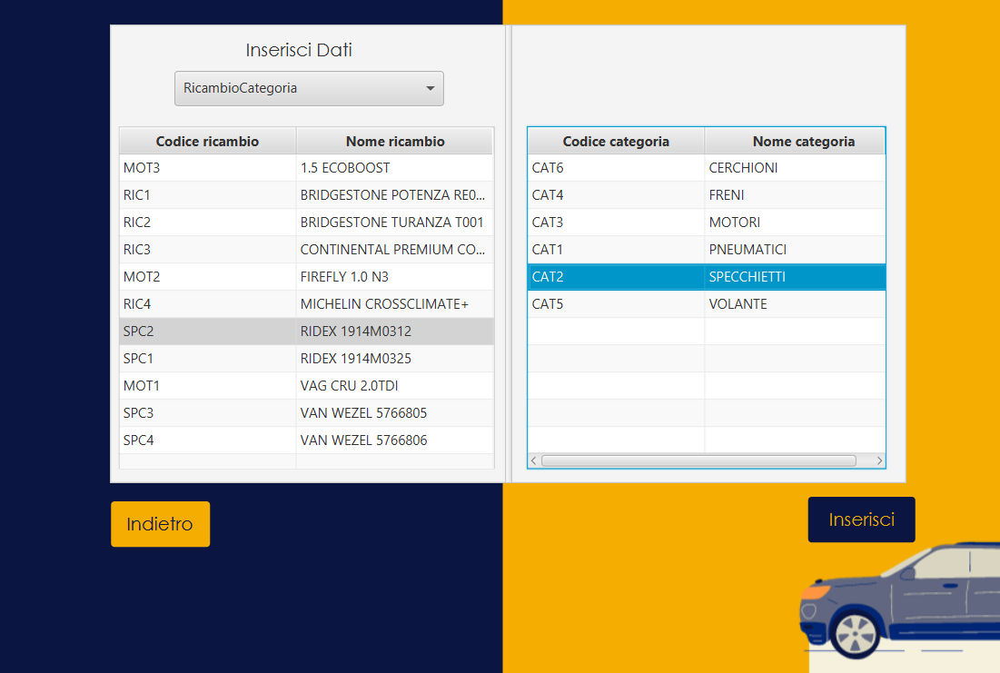 Inserisci Dati
RicambioCategoria
Codice ricambio Nome ricambio
MOT3 1.5 ECOBOOST
RIC1 BRIDGESTONE POTENZA RE0...
RIC2 BRIDGESTONE TURANZA T001
RIC3 CONTINENTAL PREMIUM CO...
MOT2 FIREFLY 1.0 N3
RIC4 MICHELIN CROSSCLIMATE+
SPC2 RIDEX 1914M0312
SPC1 RIDEX 1914M0325
MOT1 VAG CRU 2.0TDI
SPC3 VAN WEZEL 5766805
SPC4 VAN WEZEL 5766806
Codice categoria Nome categoria
CAT6 CERCHIONI
CAT4 FRENI
CAT3 MOTORI
CAT1 PNEUMATICI
CAT2 SPECCHIETTI
CAT5 VOLANTE
Indietro
Inserisci